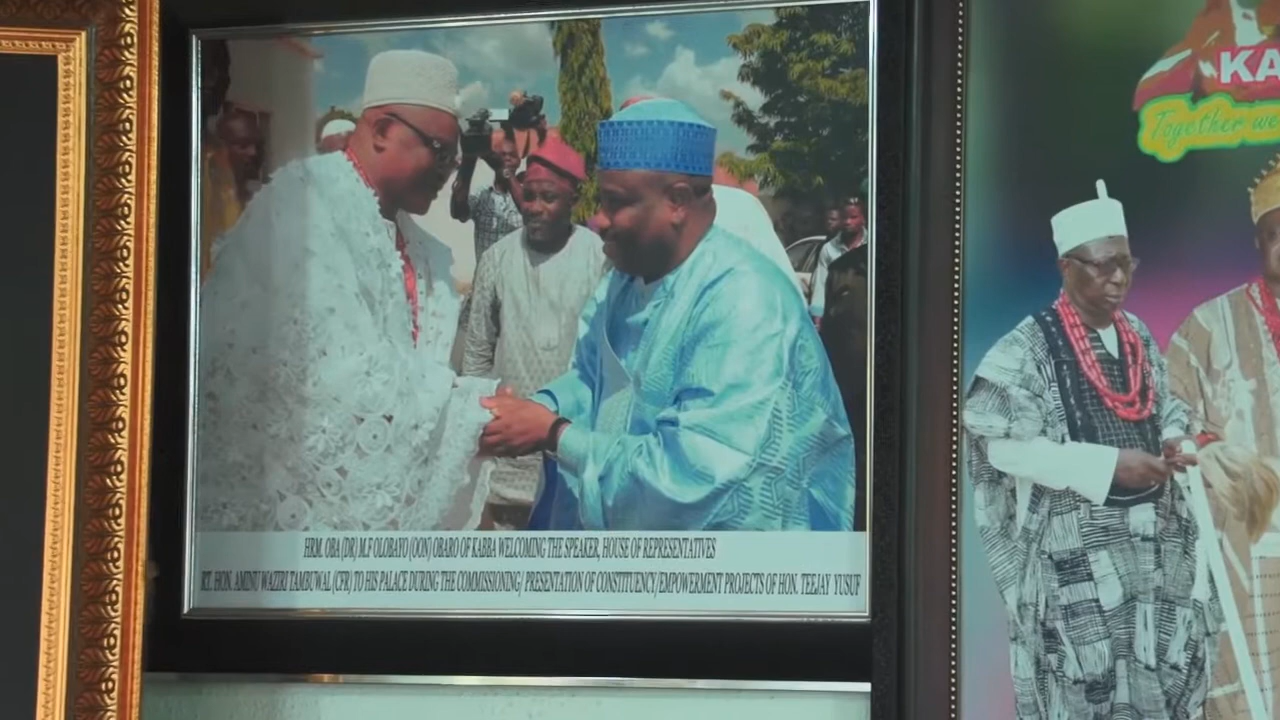 HRM. OBA (DR) M.F OLOBAYO (OON) OBARO OF KABBA WELCOMING THE SPEAKER, HOUSE OF REPRESENTATIVES
RT. HON. AMINU WAZIRI TAMBUWAL (CFR) TO HIS PALACE DURING THE COMMISSIONING/ PRESENTATION OF CONSTITUENCY/EMPOWERMENT PROJECTS OF HON. TEEJAY YUSUF
KA
Together we